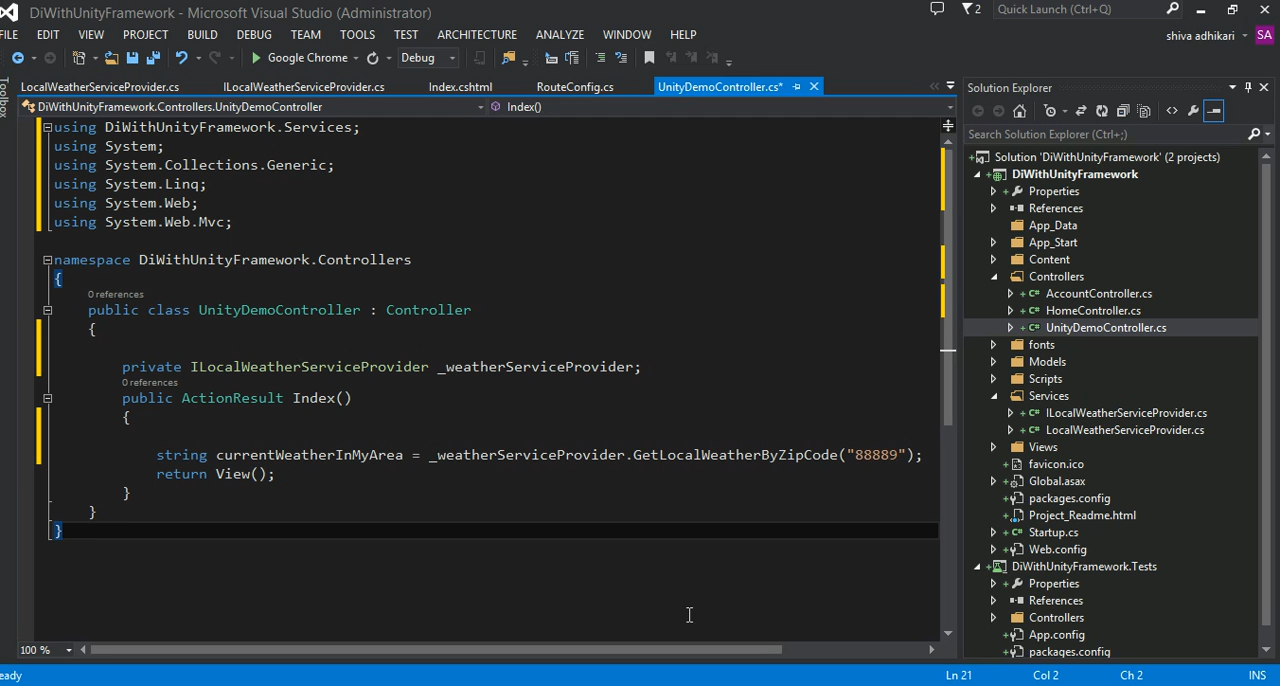 DiWithUnityFramework - Microsoft Visual Studio (Administrator)
2
Quick Launch (Ctrl+Q)
FILE EDIT VIEW PROJECT BUILD DEBUG TEAM TOOLS TEST ARCHITECTURE ANALYZE WINDOW HELP
shiva adhikari
SA
Google Chrome
Debug
Toolbox
LocalWeatherServiceProvider.cs ILocalWeatherServiceProvider.cs Index.cshtml RouteConfig.cs UnityDemoController.cs*
DiWithUnityFramework.Controllers.UnityDemoController
Index()
using DiWithUnityFramework.Services;
using System;
using System.Collections.Generic;
using System.Linq;
using System.Web;
using System.Web.Mvc;
namespace DiWithUnityFramework.Controllers
{
0 references
public class UnityDemoController : Controller
{
private ILocalWeatherServiceProvider _weatherServiceProvider;
0 references
public ActionResult Index()
{
string currentWeatherInMyArea = _weatherServiceProvider.GetLocalWeatherByZipCode("88889");
return View();
}
}
}
100 %
Solution Explorer
Search Solution Explorer (Ctrl+;)
Solution 'DiWithUnityFramework' (2 projects)
DiWithUnityFramework
Properties
References
App_Data
App_Start
Content
Controllers
AccountController.cs
HomeController.cs
UnityDemoController.cs
fonts
Models
Scripts
Services
ILocalWeatherServiceProvider.cs
LocalWeatherServiceProvider.cs
Views
favicon.ico
Global.asax
packages.config
Project_Readme.html
Startup.cs
Web.config
DiWithUnityFramework.Tests
Properties
References
Controllers
App.config
packages.config
eady
Ln 21 Col 2 Ch 2 INS